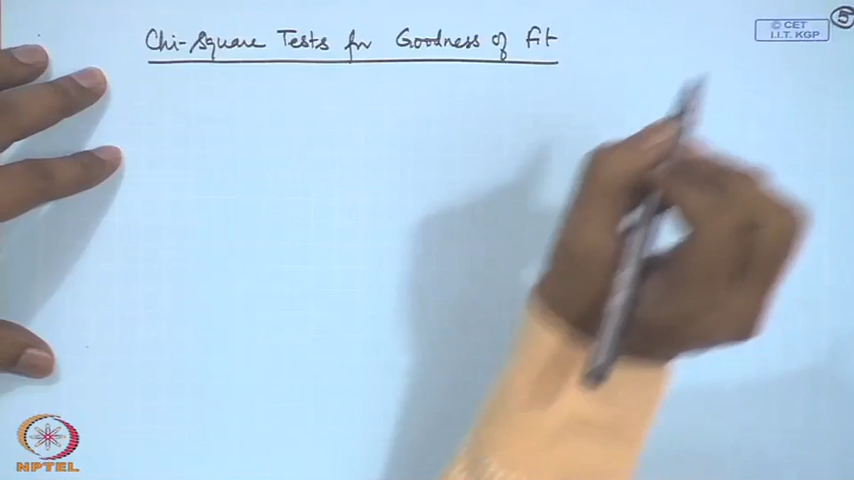 Chi-Square Tests for Goodness of Fit
© CET
I.I.T. KGP
5
NPTEL